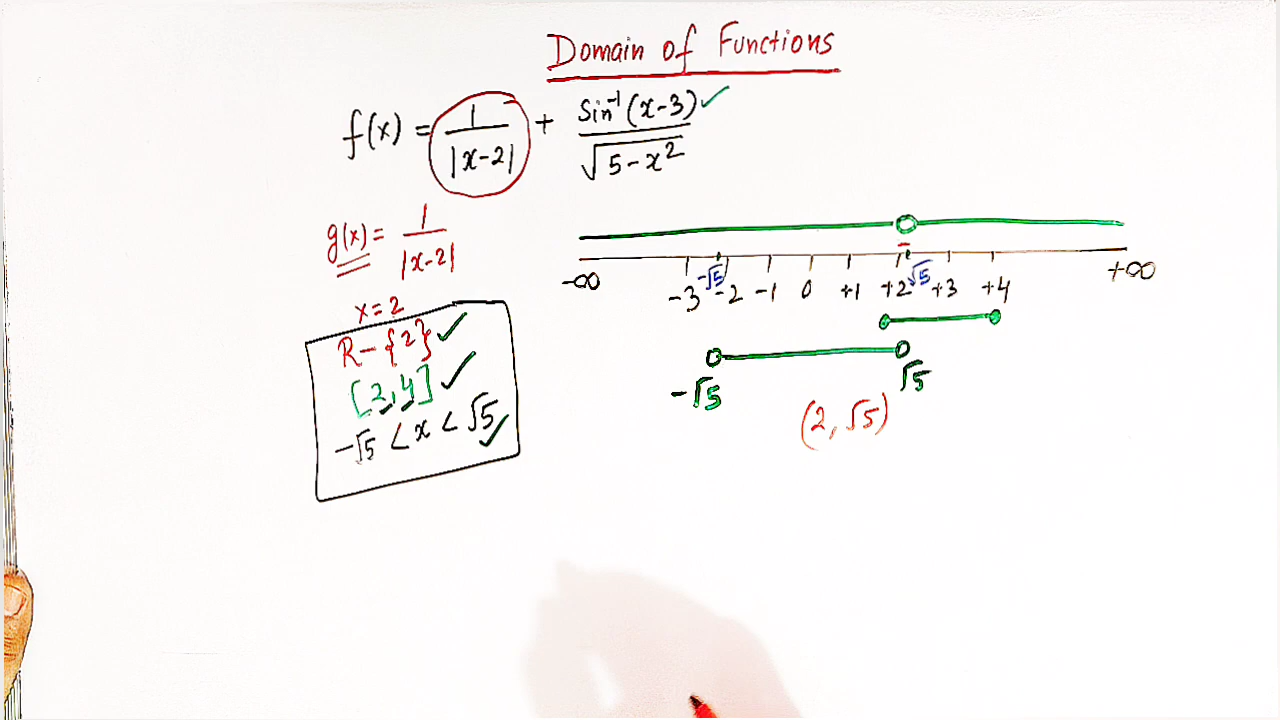 Domain of Functions
f(x) = 1/|x-2| + Sin⁻¹(x-3)✓/√(5-x²)
g(x) = 1/|x-2|
x=2
R-{2} ✓
[2,4] ✓
-√5 < x < √5 ✓
-∞ -3 -√5 -2 -1 0 +1 +2 √5 +3 +4 +∞
-√5 √5
(2, √5)